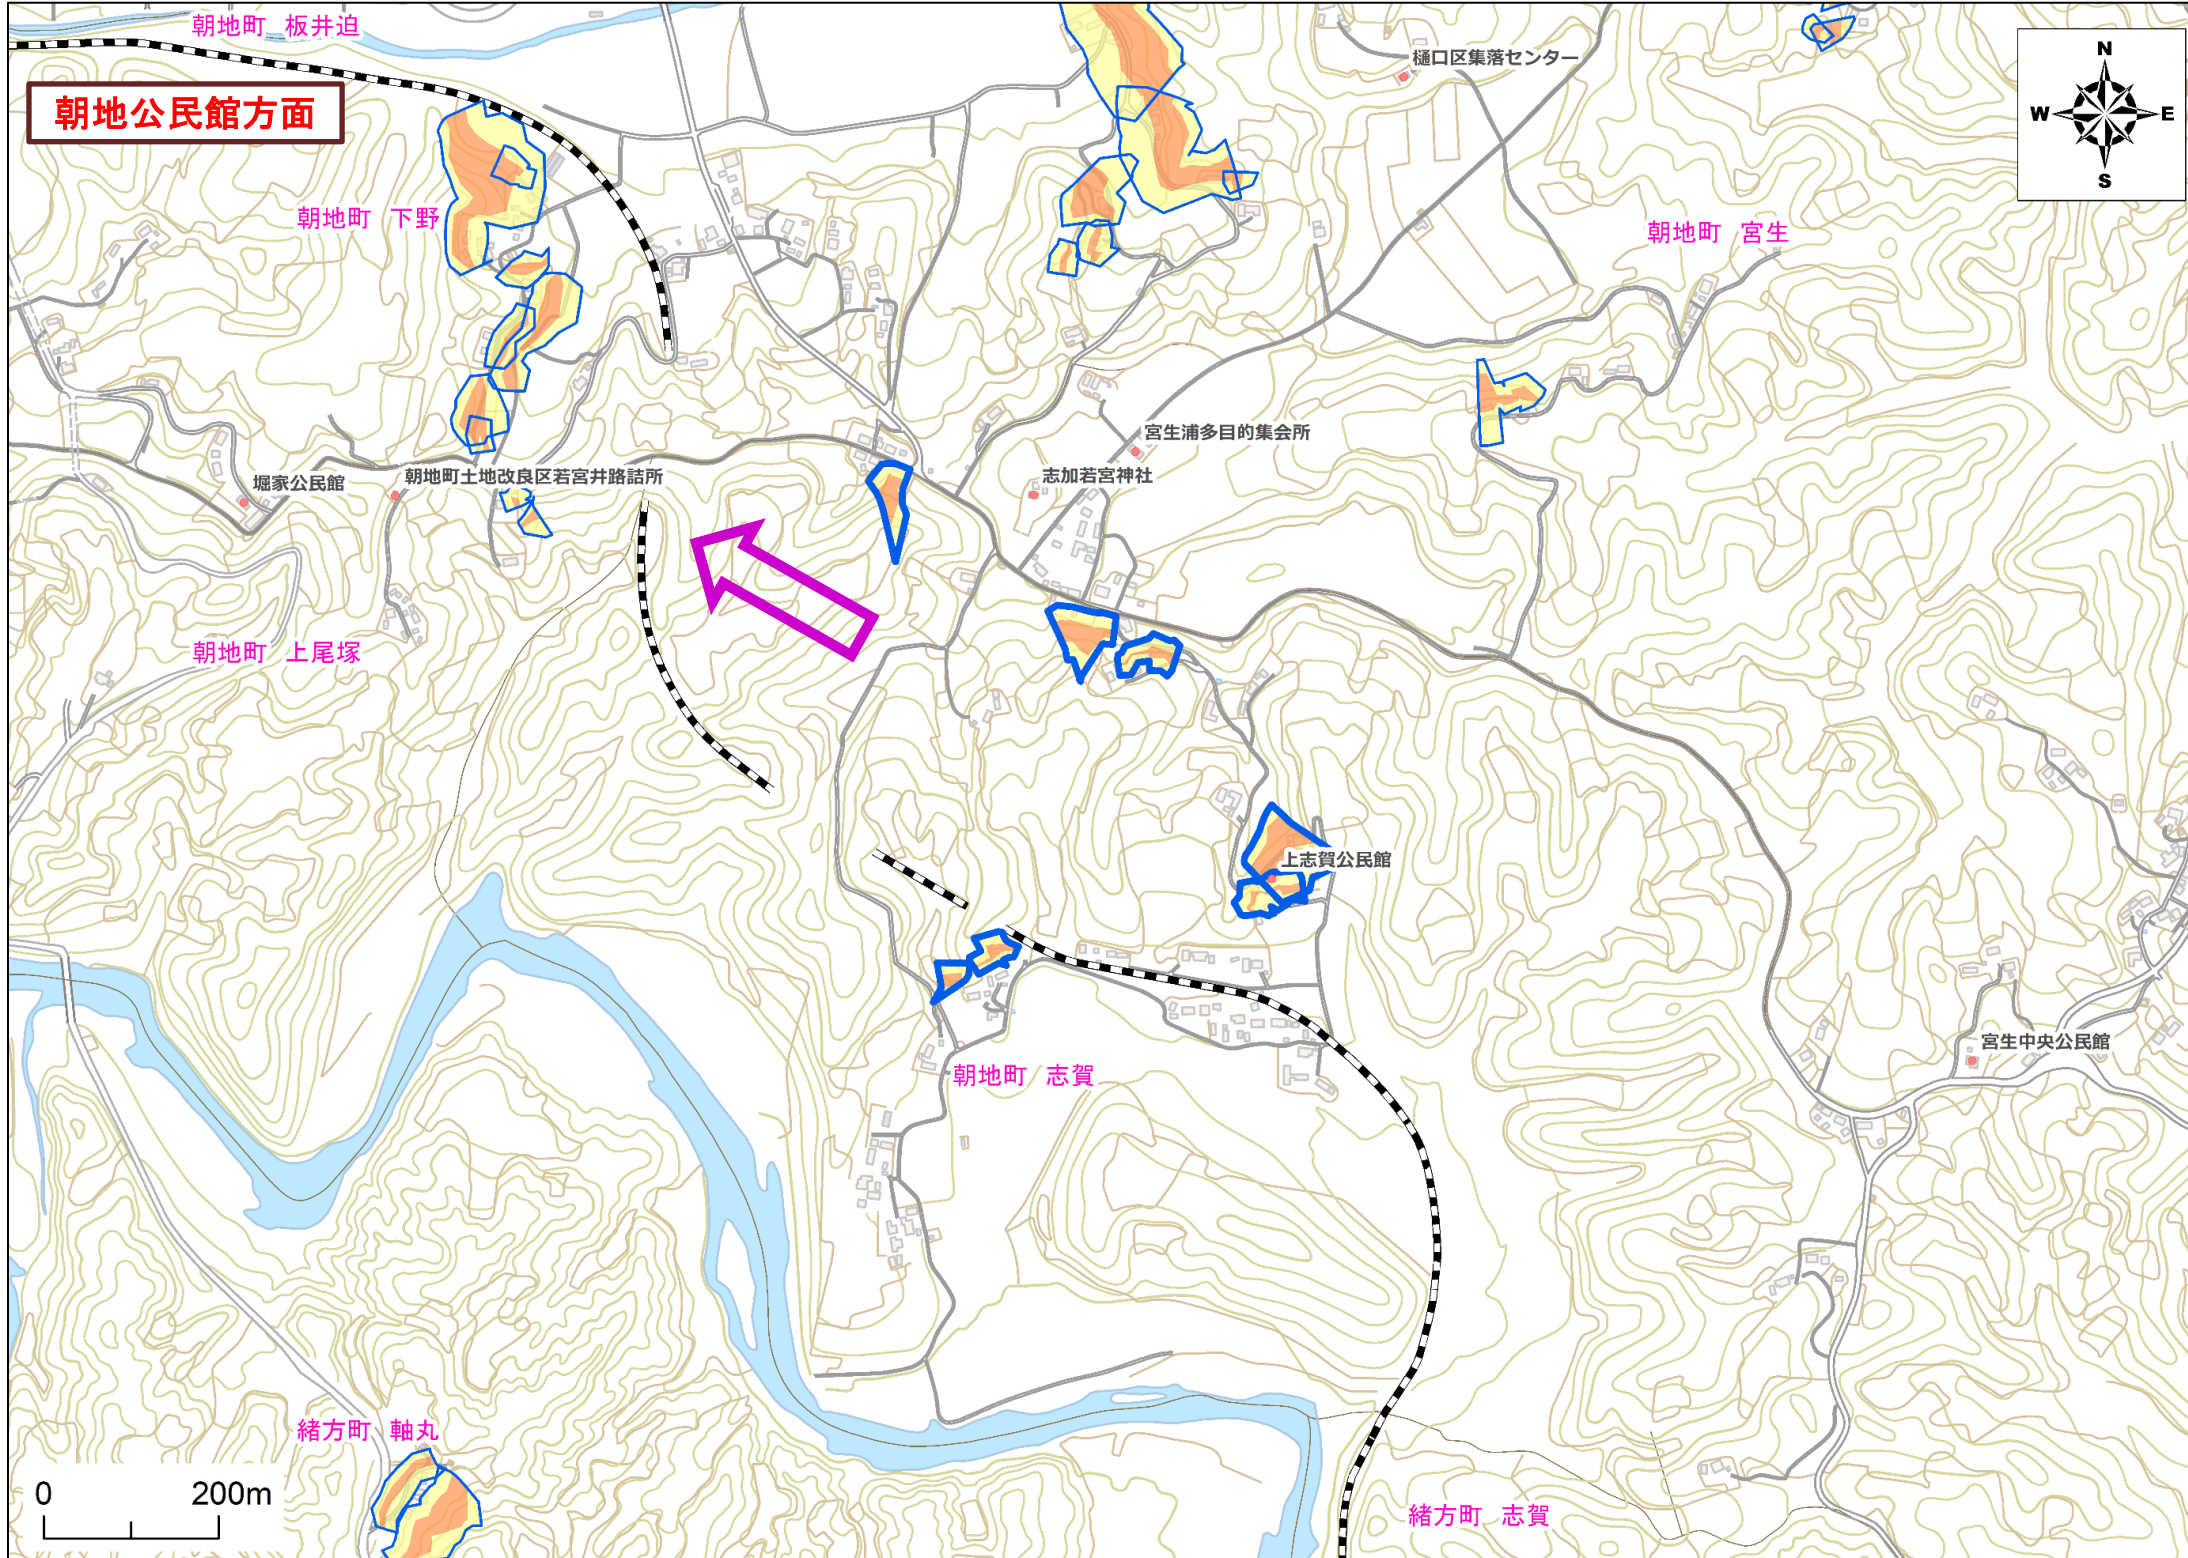 朝地町 板井迫
樋口区集落センター
N
W
E
S
朝地公民館方面
朝地町 下野
朝地町 宮生
宮生浦多目的集会所
堀家公民館
朝地町土地改良区若宮井路詰所
志加若宮神社
朝地町 上尾塚
上志賀公民館
宮生中央公民館
朝地町 志賀
緒方町 軸丸
0
200m
緒方町 志賀